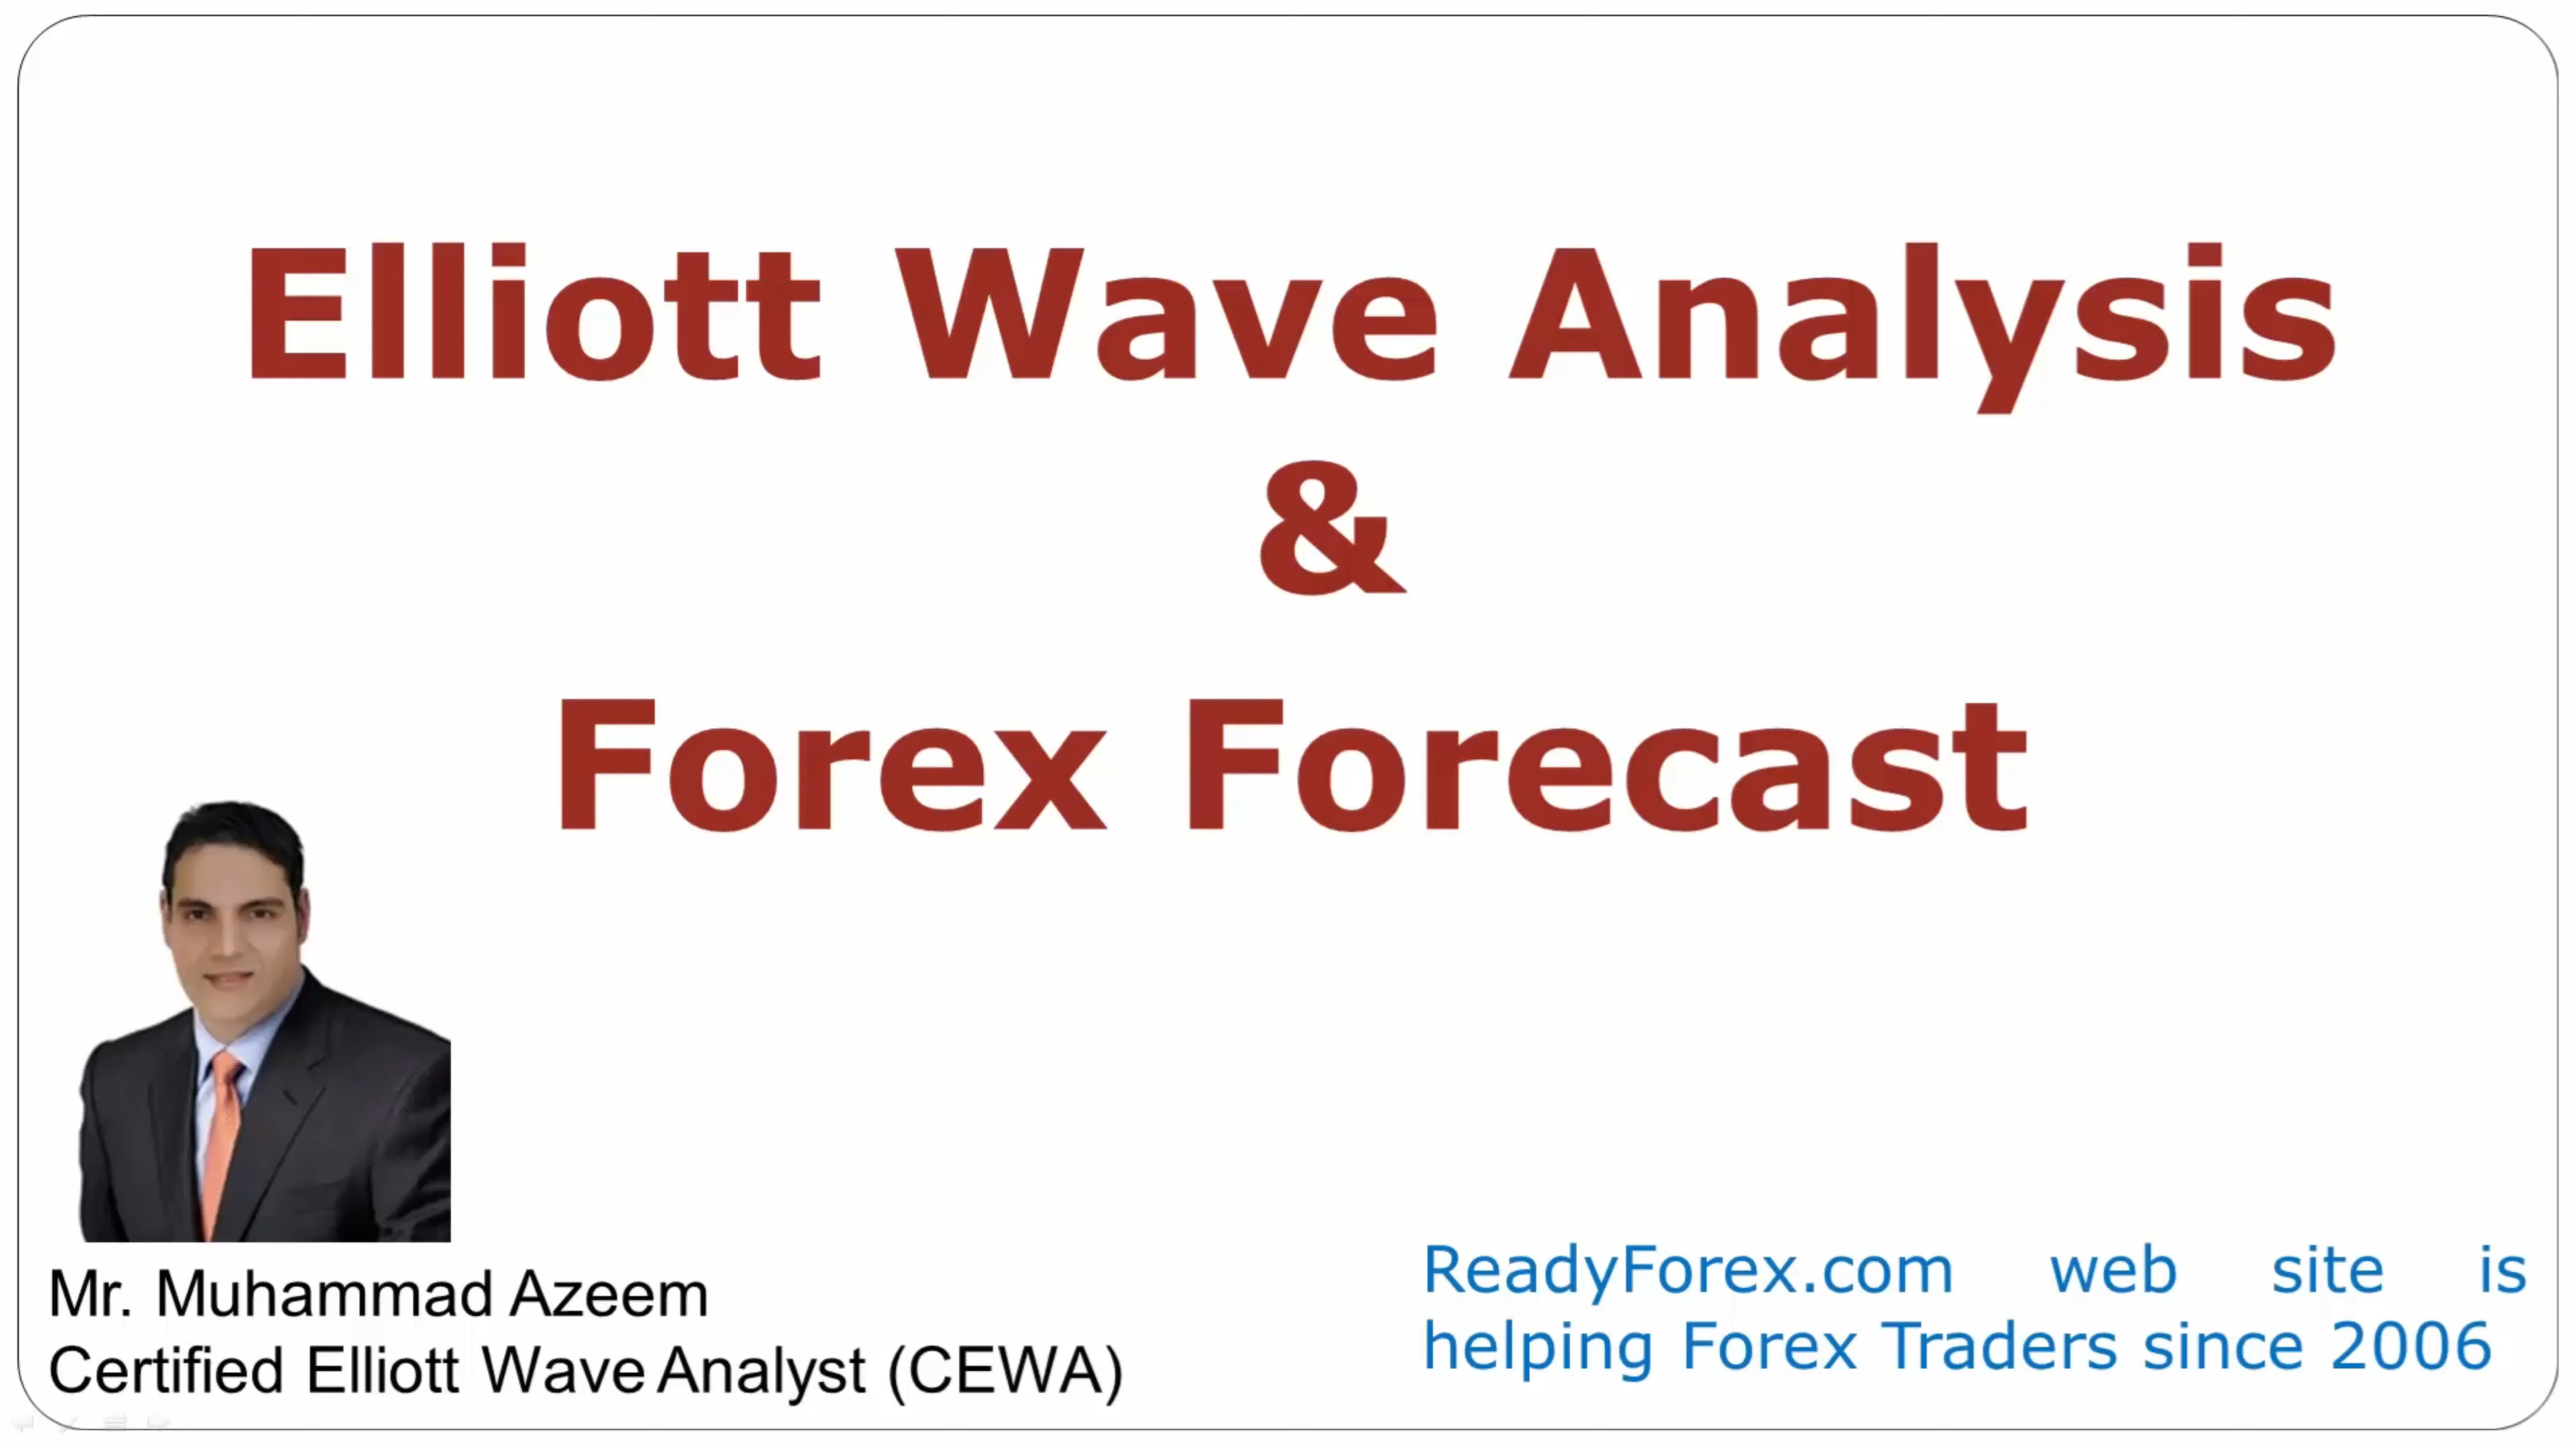 Elliott Wave Analysis
&
Forex Forecast
Mr. Muhammad Azeem
Certified Elliott Wave Analyst (CEWA)
ReadyForex.com web site is
helping Forex Traders since 2006